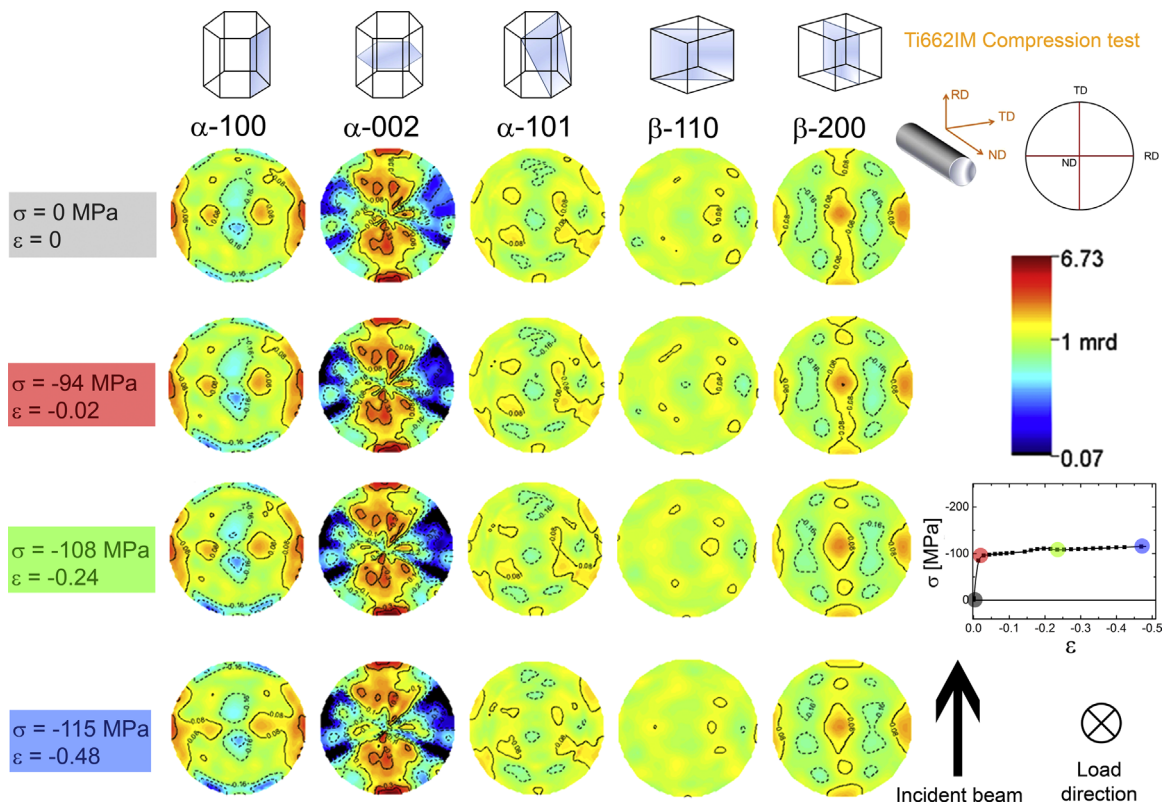 Ti662IM Compression test
α-100
α-002
α-101
β-110
β-200
RD
TD
ND
TD
ND
RD
σ = 0 MPa
ε = 0
σ = -94 MPa
ε = -0.02
σ = -108 MPa
ε = -0.24
σ = -115 MPa
ε = -0.48
6.73
1 mrd
0.07
σ [MPa]
-200
-100
0
0.0 -0.1 -0.2 -0.3 -0.4 -0.5
ε
Incident beam
Load
direction